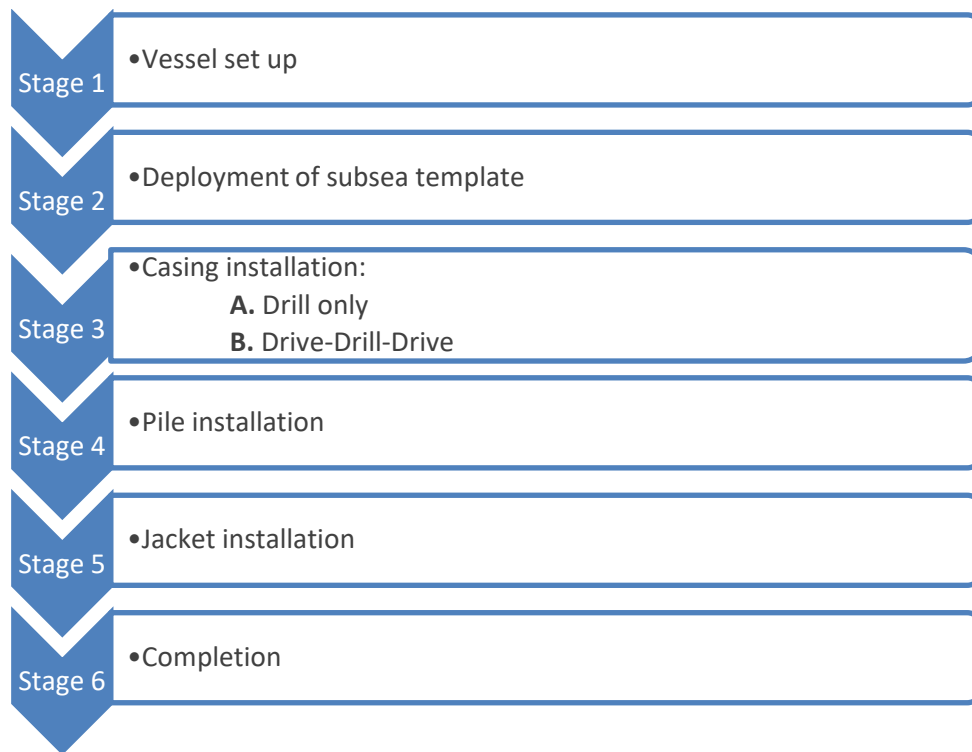 Stage 1
•Vessel set up
Stage 2
•Deployment of subsea template
Stage 3
•Casing installation:
A. Drill only
B. Drive-Drill-Drive
Stage 4
•Pile installation
Stage 5
•Jacket installation
Stage 6
•Completion